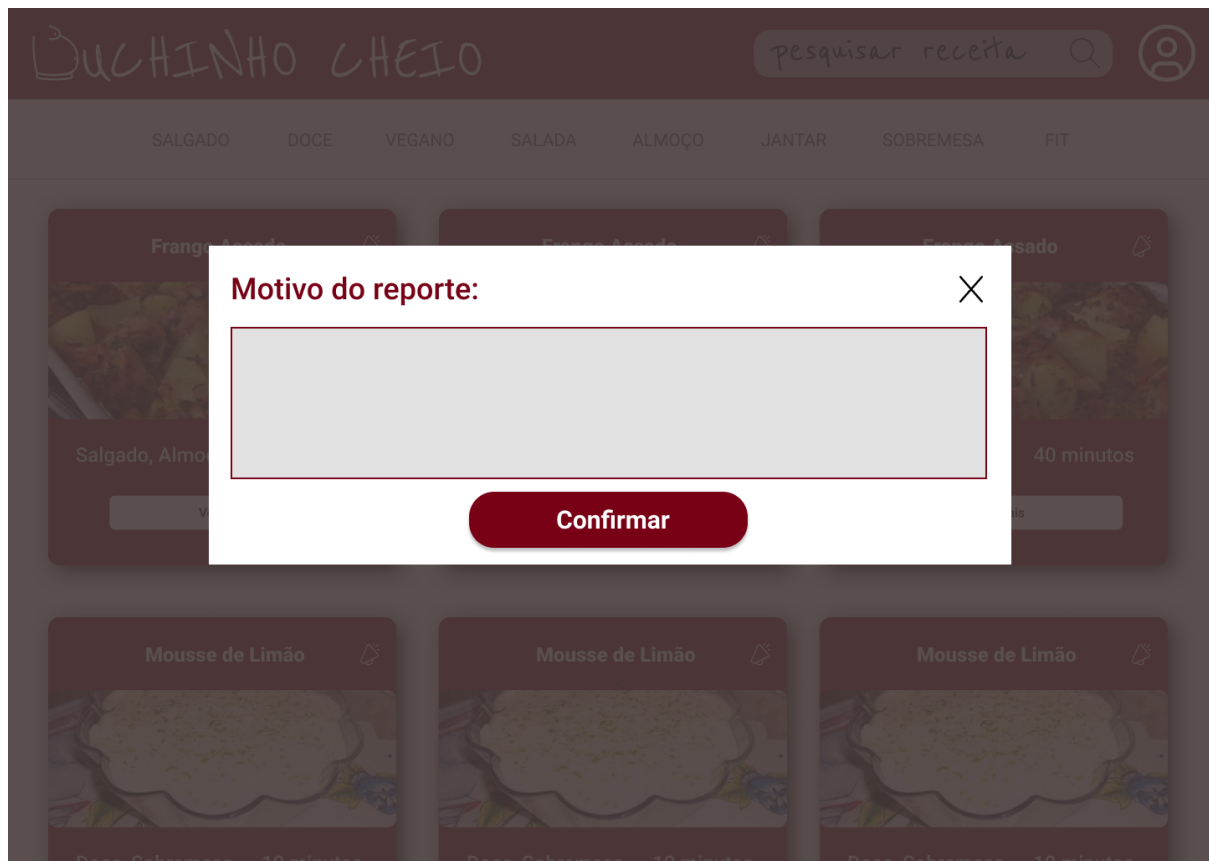 BUCHINHO CHEIO
pesquisar receita
SALGADO DOCE VEGANO SALADA ALMOÇO JANTAR SOBREMESA FIT
Motivo do reporte:
Salgado,
40 minutos
Confirmar
Mousse de Limão
Mousse de Limão
Mousse de Limão